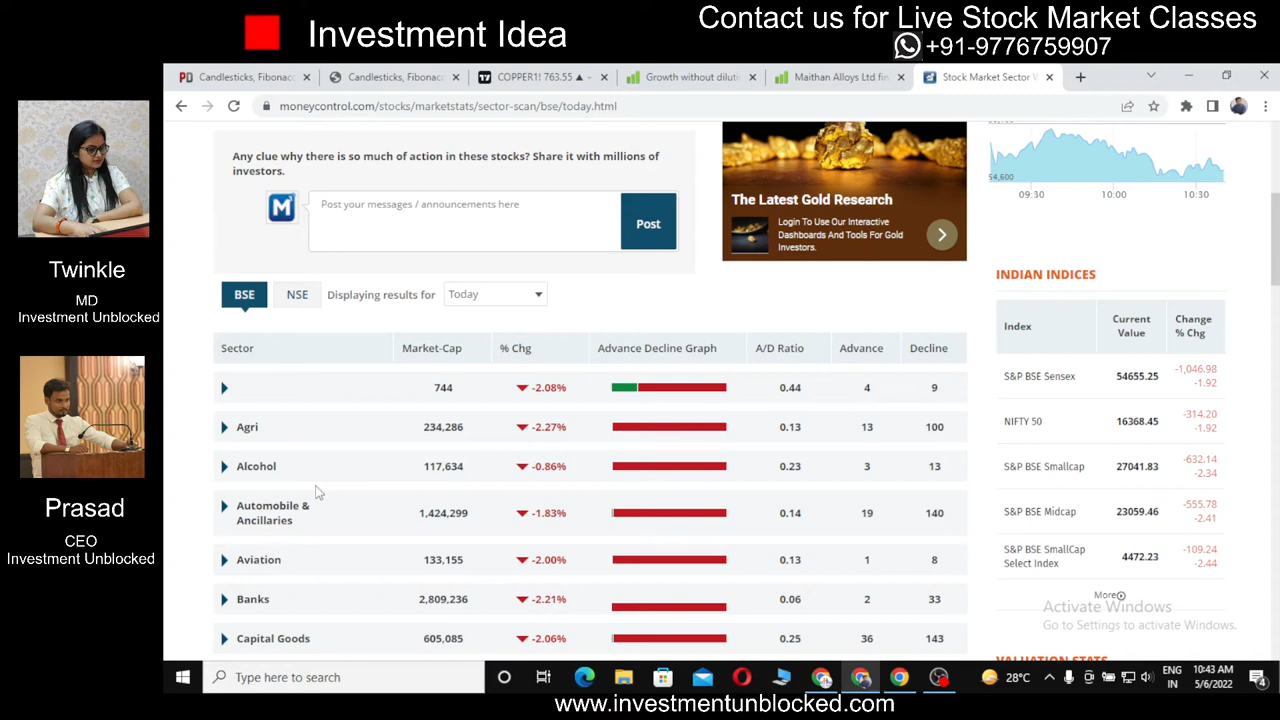 Investment Idea
Contact us for Live Stock Market Classes
+91-9776759907
Candlesticks, Fibonac
Candlesticks, Fibonac
COPPER1! 763.55 ▲
Growth without diluti
Maithan Alloys Ltd fin
Stock Market Sector W
moneycontrol.com/stocks/marketstats/sector-scan/bse/today.html
Twinkle
MD
Investment Unblocked
Prasad
CEO
Investment Unblocked
Any clue why there is so much of action in these stocks? Share it with millions of
investors.
M
Post your messages / announcements here
Post
The Latest Gold Research
Login To Use Our Interactive
Dashboards And Tools For Gold
Investors.
54,600
09:30 10:00 10:30
BSE NSE Displaying results for Today
Sector Market-Cap % Chg Advance Decline Graph A/D Ratio Advance Decline
744 -2.08% 0.44 4 9
Agri 234,286 -2.27% 0.13 13 100
Alcohol 117,634 -0.86% 0.23 3 13
Automobile &
Ancillaries 1,424,299 -1.83% 0.14 19 140
Aviation 133,155 -2.00% 0.13 1 8
Banks 2,809,236 -2.21% 0.06 2 33
Capital Goods 605,085 -2.06% 0.25 36 143
INDIAN INDICES
Index Current
Value Change
% Chg
S&P BSE Sensex 54655.25 -1,046.98
-1.92
NIFTY 50 16368.45 -314.20
-1.92
S&P BSE Smallcap 27041.83 -632.14
-2.34
S&P BSE Midcap 23059.46 -555.78
-2.41
S&P BSE SmallCap
Select Index 4472.23 -109.24
-2.44
More
Activate Windows
Go to Settings to activate Windows.
VALUATION STATS
Type here to search
28°C
ENG
IN
10:43 AM
5/6/2022
4
www.investmentunblocked.com